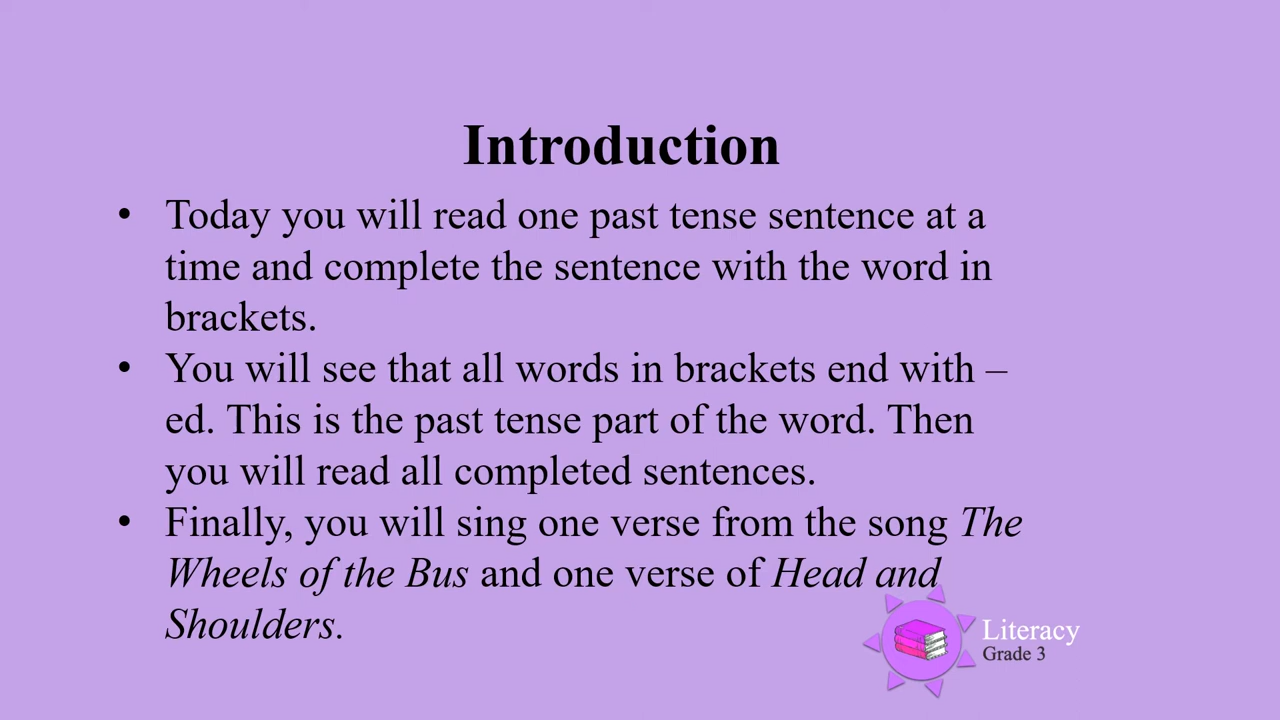 Introduction
• Today you will read one past tense sentence at a
time and complete the sentence with the word in
brackets.
• You will see that all words in brackets end with –
ed. This is the past tense part of the word. Then
you will read all completed sentences.
• Finally, you will sing one verse from the song The
Wheels of the Bus and one verse of Head and
Shoulders.
Literacy
Grade 3